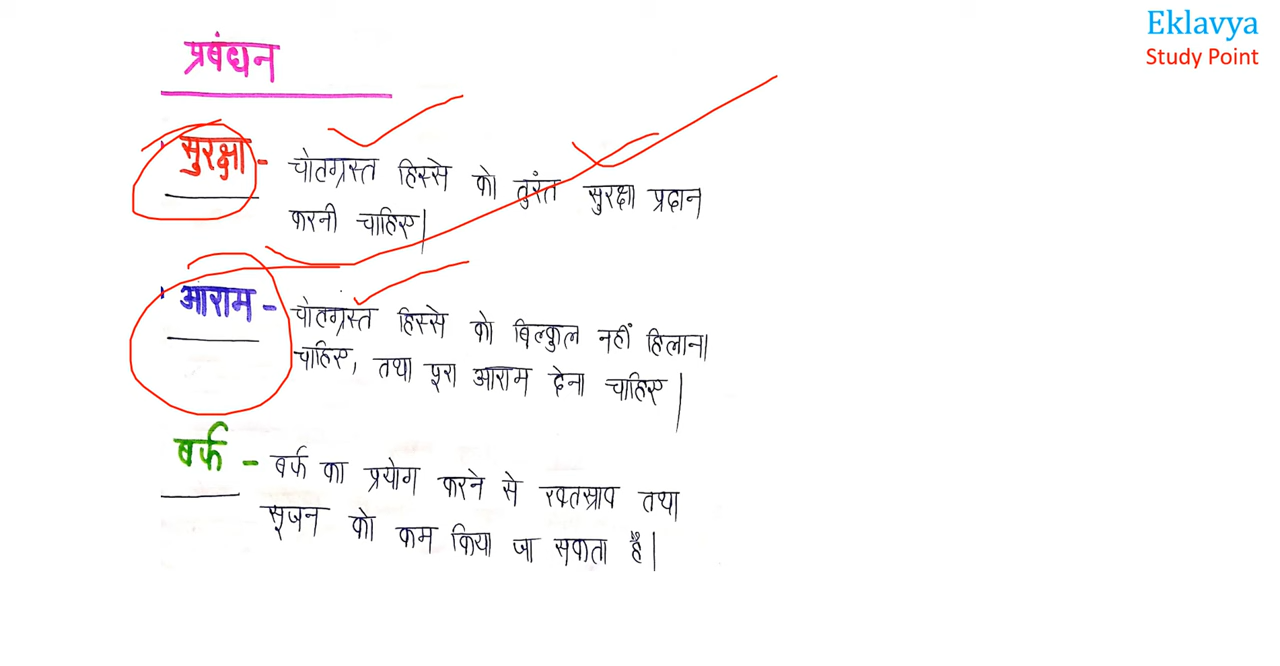 Eklavya
Study Point
प्रबंधन
सुरक्षा - चोटग्रस्त हिस्से को तुरंत सुरक्षा प्रदान
करनी चाहिए|
आराम - चोटग्रस्त हिस्से को बिल्कुल नहीं हिलाना
चाहिए, तथा पूरा आराम देना चाहिए|
बर्फ - बर्फ का प्रयोग करने से रक्तस्राव तथा
सूजन को कम किया जा सकता है|